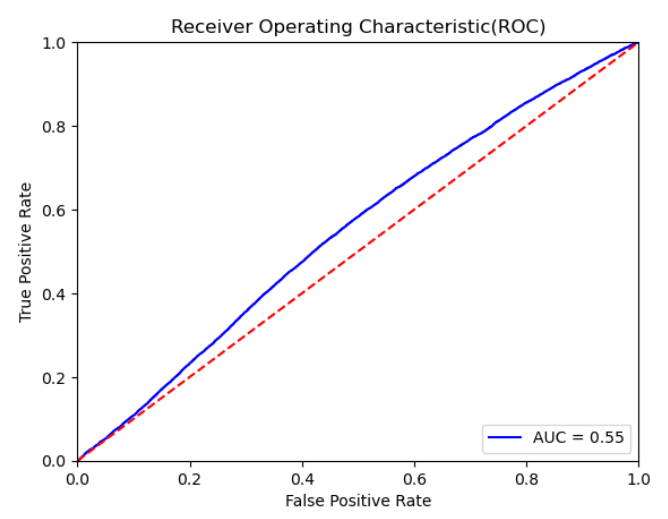 Receiver Operating Characteristic(ROC)
1.0
0.8
0.6
0.4
0.2
0.0
True Positive Rate
AUC = 0.55
0.0 0.2 0.4 0.6 0.8 1.0
False Positive Rate